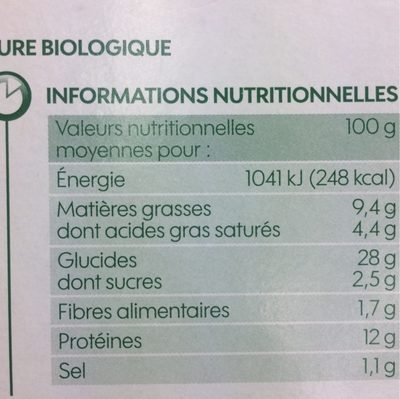 URE BIOLOGIQUE
INFORMATIONS NUTRITIONNELLES
Valeurs nutritionnelles 100 g
moyennes pour :
Énergie 1041 kJ (248 kcal)
Matières grasses 9,4 g
dont acides gras saturés 4,4 g
Glucides 28 g
dont sucres 2,5 g
Fibres alimentaires 1,7 g
Protéines 12 g
Sel 1,1 g